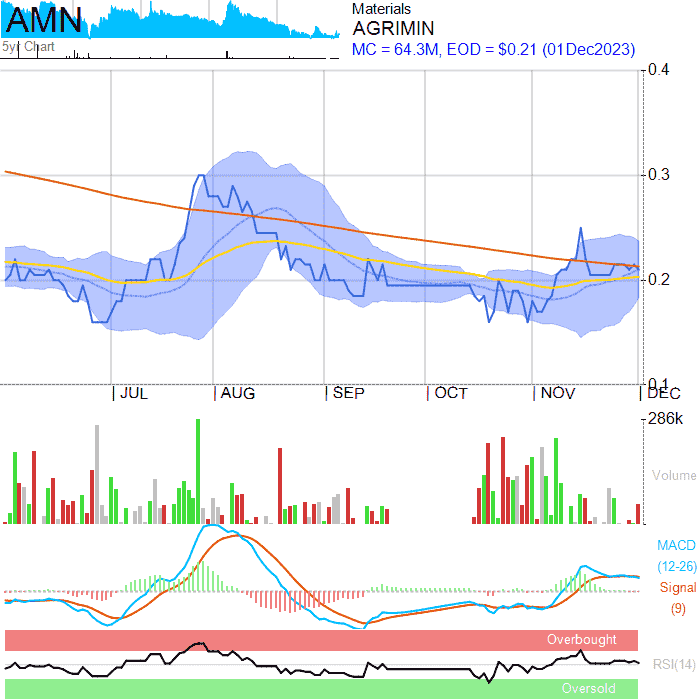 AMN
5yr Chart
Materials
AGRIMIN
MC = 64.3M, EOD = $0.21 (01Dec2023)
0.4
0.3
0.2
0.1
JUL AUG SEP OCT NOV DEC
286k
Volume
MACD
(12-26)
Signal
(9)
Overbought
RSI(14)
Oversold